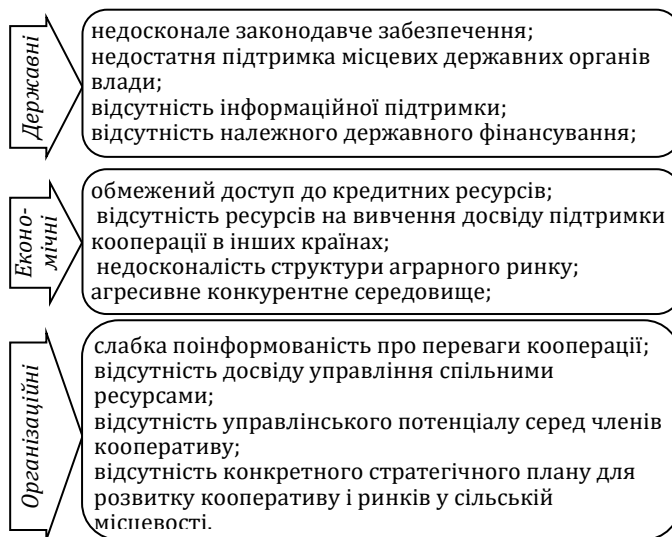 Державні
недосконале законодавче забезпечення;
недостатня підтримка місцевих державних органів
влади;
відсутність інформаційної підтримки;
відсутність належного державного фінансування;
Еконо-
мічні
обмежений доступ до кредитних ресурсів;
відсутність ресурсів на вивчення досвіду підтримки
кооперації в інших країнах;
недосконалість структури аграрного ринку;
агресивне конкурентне середовище;
Організаційні
слабка поінформованість про переваги кооперації;
відсутність досвіду управління спільними
ресурсами;
відсутність управлінського потенціалу серед членів
кооперативу;
відсутність конкретного стратегічного плану для
розвитку кооперативу і ринків у сільській
місцевості.